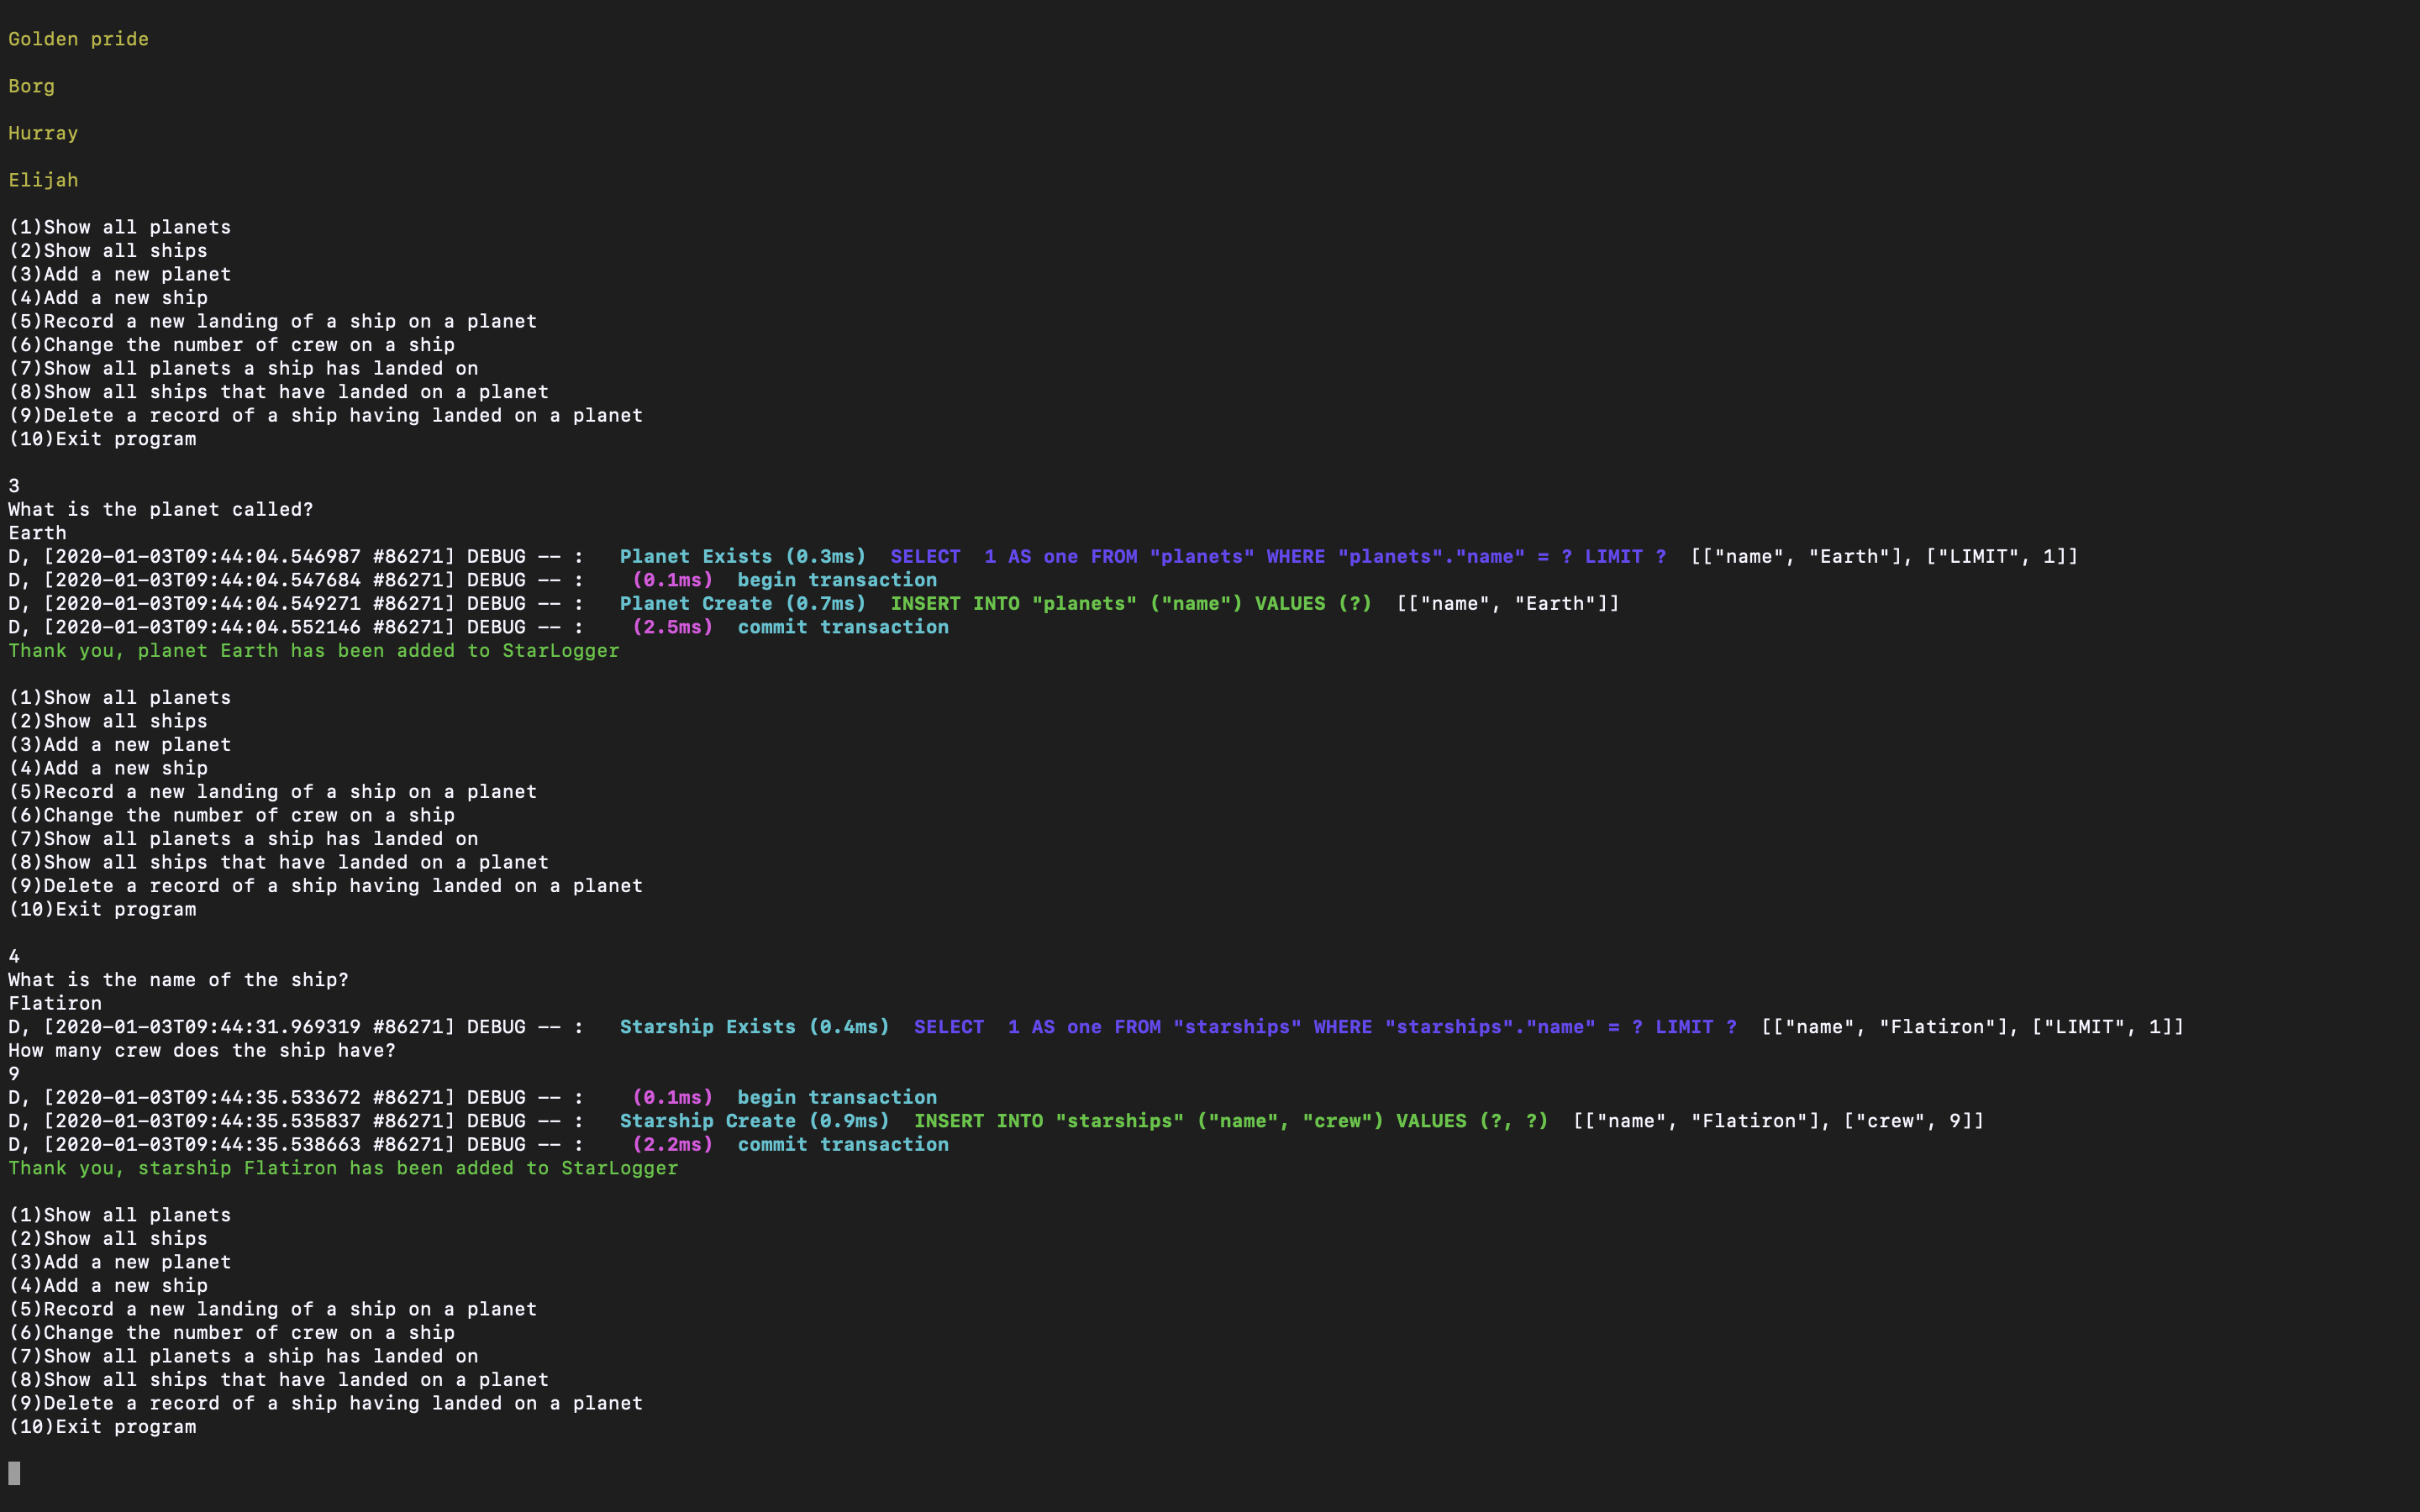 Golden pride
Borg
Hurray
Elijah
(1)Show all planets
(2)Show all ships
(3)Add a new planet
(4)Add a new ship
(5)Record a new landing of a ship on a planet
(6)Change the number of crew on a ship
(7)Show all planets a ship has landed on
(8)Show all ships that have landed on a planet
(9)Delete a record of a ship having landed on a planet
(10)Exit program
3
What is the planet called?
Earth
D, [2020-01-03T09:44:04.546987 #86271] DEBUG -- :   Planet Exists (0.3ms)  SELECT  1 AS one FROM "planets" WHERE "planets"."name" = ? LIMIT ?  [["name", "Earth"], ["LIMIT", 1]]
D, [2020-01-03T09:44:04.547684 #86271] DEBUG -- :    (0.1ms)  begin transaction
D, [2020-01-03T09:44:04.549271 #86271] DEBUG -- :   Planet Create (0.7ms)  INSERT INTO "planets" ("name") VALUES (?)  [["name", "Earth"]]
D, [2020-01-03T09:44:04.552146 #86271] DEBUG -- :    (2.5ms)  commit transaction
Thank you, planet Earth has been added to StarLogger
(1)Show all planets
(2)Show all ships
(3)Add a new planet
(4)Add a new ship
(5)Record a new landing of a ship on a planet
(6)Change the number of crew on a ship
(7)Show all planets a ship has landed on
(8)Show all ships that have landed on a planet
(9)Delete a record of a ship having landed on a planet
(10)Exit program
4
What is the name of the ship?
Flatiron
D, [2020-01-03T09:44:31.969319 #86271] DEBUG -- :   Starship Exists (0.4ms)  SELECT  1 AS one FROM "starships" WHERE "starships"."name" = ? LIMIT ?  [["name", "Flatiron"], ["LIMIT", 1]]
How many crew does the ship have?
9
D, [2020-01-03T09:44:35.533672 #86271] DEBUG -- :    (0.1ms)  begin transaction
D, [2020-01-03T09:44:35.535837 #86271] DEBUG -- :   Starship Create (0.9ms)  INSERT INTO "starships" ("name", "crew") VALUES (?, ?)  [["name", "Flatiron"], ["crew", 9]]
D, [2020-01-03T09:44:35.538663 #86271] DEBUG -- :    (2.2ms)  commit transaction
Thank you, starship Flatiron has been added to StarLogger
(1)Show all planets
(2)Show all ships
(3)Add a new planet
(4)Add a new ship
(5)Record a new landing of a ship on a planet
(6)Change the number of crew on a ship
(7)Show all planets a ship has landed on
(8)Show all ships that have landed on a planet
(9)Delete a record of a ship having landed on a planet
(10)Exit program